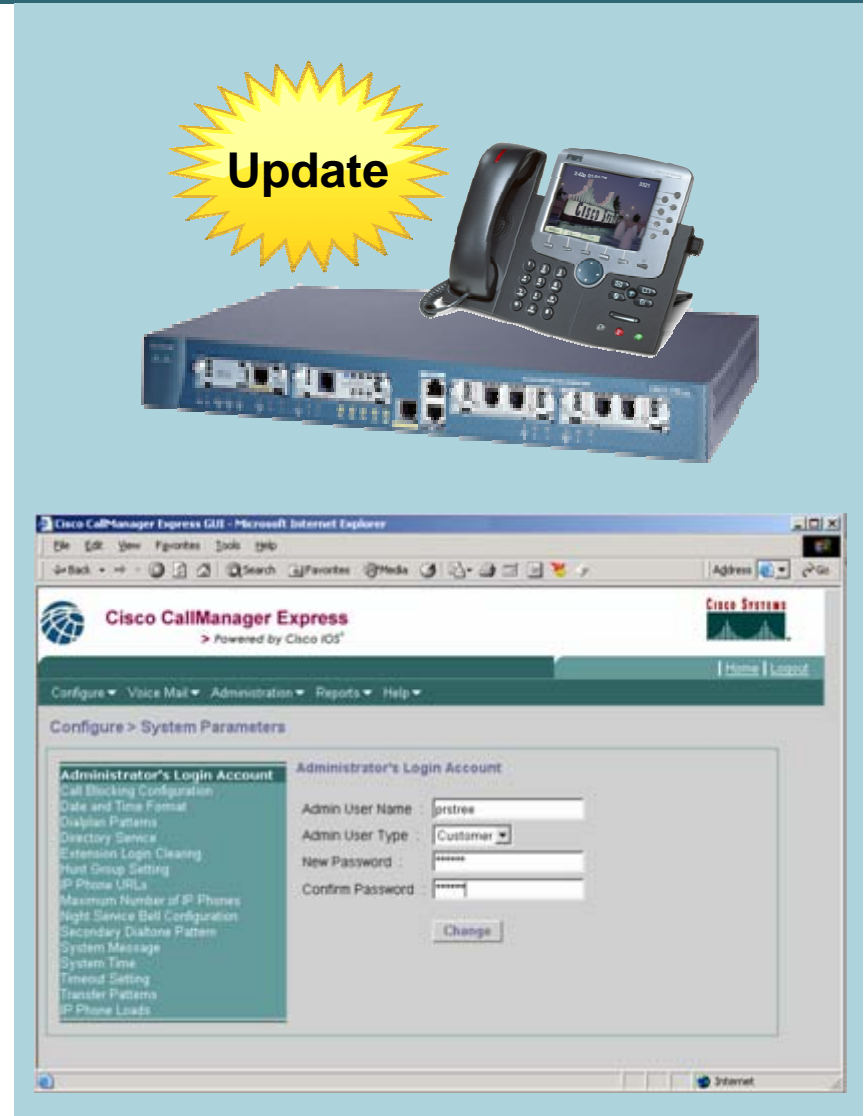 Update
Cisco CallManager Express GUI - Microsoft Internet Explorer
File Edit View Favorites Tools Help
Back Search Favorites Media Address Go
Cisco CallManager Express
> Powered by Cisco IOS®
CISCO SYSTEMS
Home Logout
Configure Voice Mail Administration Reports Help
Configure > System Parameters
Administrator's Login Account
Call Blocking Configuration
Date and Time Format
Dialplan Patterns
Directory Service
Extension Login Clearing
Hunt Group Setting
IP Phone URLs
Maximum Number of IP Phones
Night Service Bell Configuration
Secondary Dialtone Pattern
System Message
System Time
Timeout Setting
Transfer Patterns
IP Phone Loads
Administrator's Login Account
Admin User Name : prstree
Admin User Type : Customer
New Password : ******
Confirm Password : ******
Change
Internet